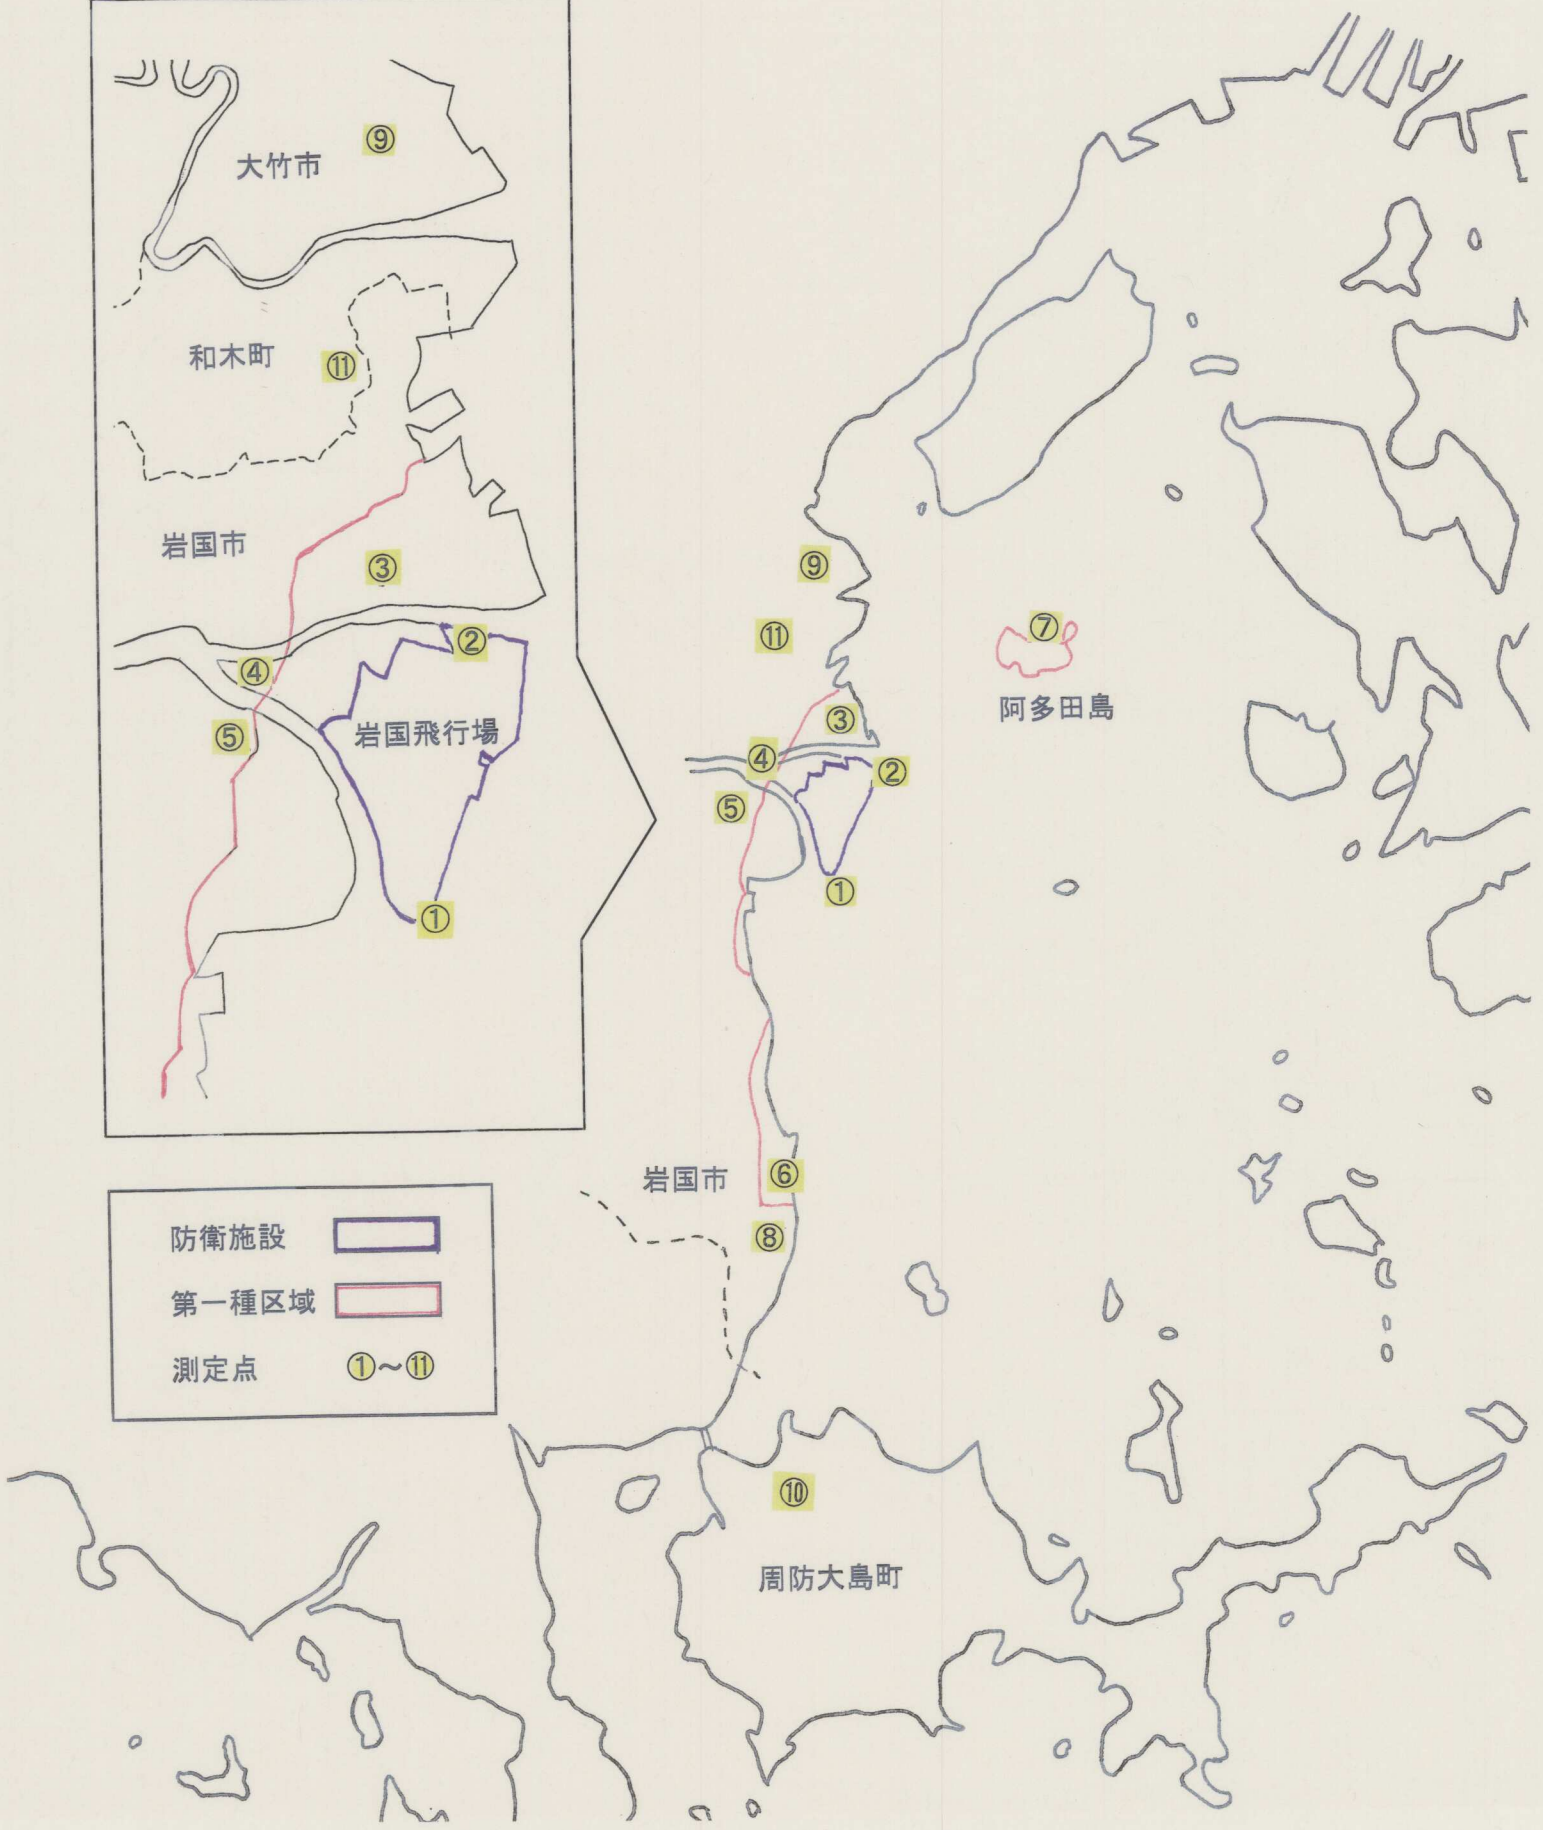 ⑨
大竹市
和木町
⑪
岩国市
③
②
④
⑤
岩国飛行場
①
⑨
⑪
⑦
阿多田島
③
④
②
⑤
①
岩国市
⑥
⑧
防衛施設
第一種区域
測定点 ①～⑪
⑩
周防大島町